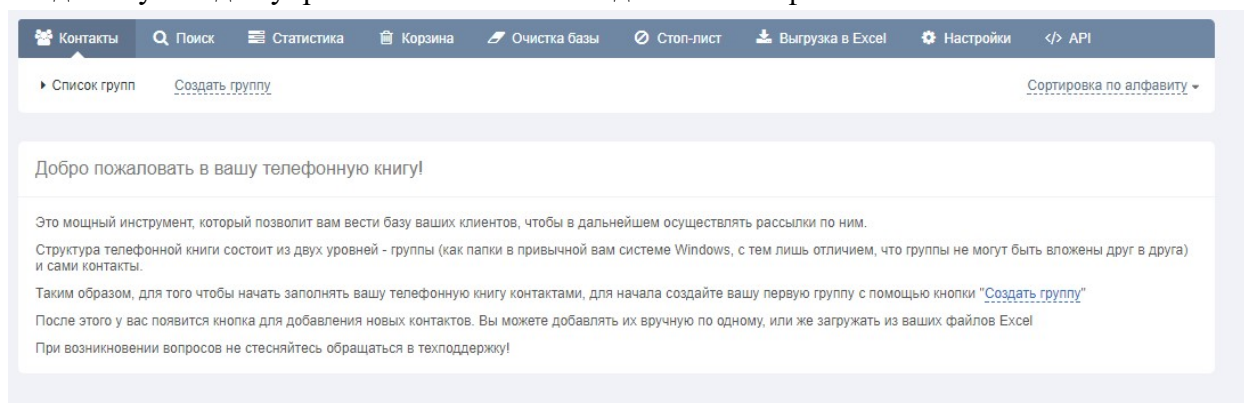 Контакты Поиск Статистика Корзина Очистка базы Стоп-лист Выгрузка в Excel Настройки </> API
Список групп Создать группу Сортировка по алфавиту
Добро пожаловать в вашу телефонную книгу!
Это мощный инструмент, который позволит вам вести базу ваших клиентов, чтобы в дальнейшем осуществлять рассылки по ним.
Структура телефонной книги состоит из двух уровней - группы (как папки в привычной вам системе Windows, с тем лишь отличием, что группы не могут быть вложены друг в друга)
и сами контакты.
Таким образом, для того чтобы начать заполнять вашу телефонную книгу контактами, для начала создайте вашу первую группу с помощью кнопки "Создать группу"
После этого у вас появится кнопка для добавления новых контактов. Вы можете добавлять их вручную по одному, или же загружать из ваших файлов Excel
При возникновении вопросов не стесняйтесь обращаться в техподдержку!